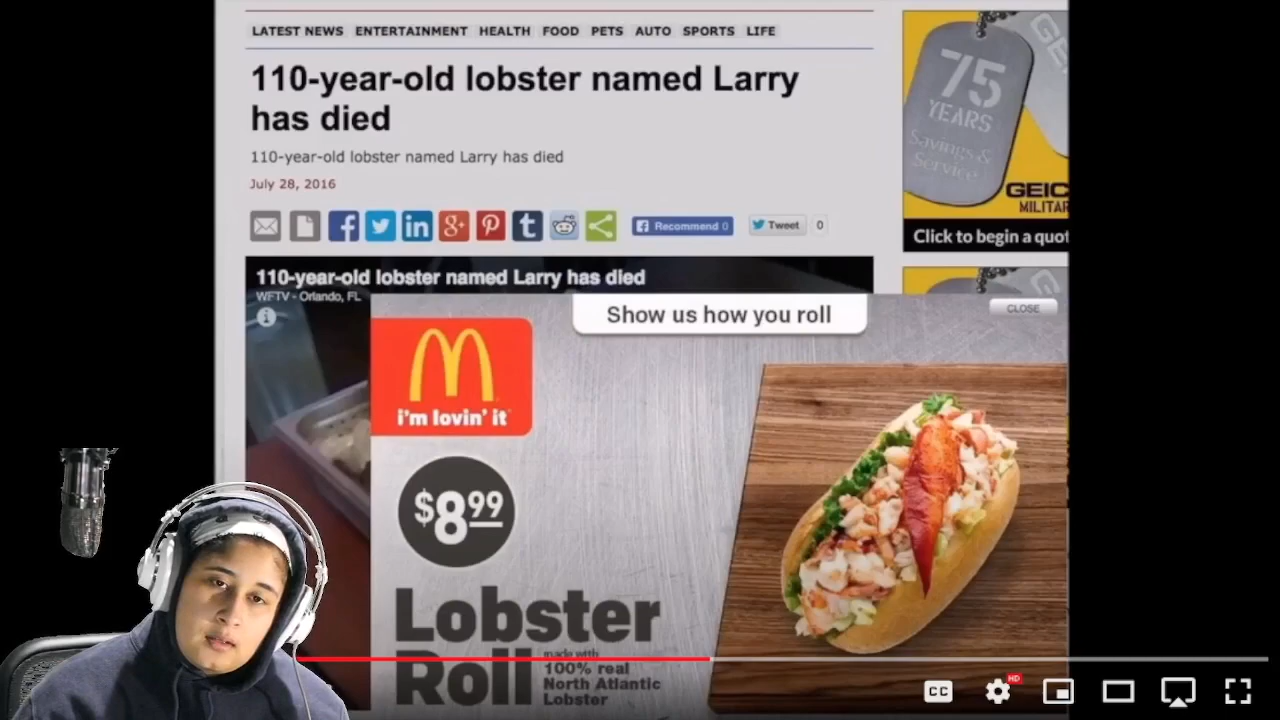 LATEST NEWS ENTERTAINMENT HEALTH FOOD PETS AUTO SPORTS LIFE
110-year-old lobster named Larry
has died
110-year-old lobster named Larry has died
July 28, 2016
in g+ t
Recommend 0 Tweet 0
75
YEARS
Savings &
Service
GEIC
MILITAR
Click to begin a quot
110-year-old lobster named Larry has died
WFTV - Orlando, FL
Show us how you roll
CLOSE
i'm lovin' it
$8.99
Lobster
Roll
made with
100% real
North Atlantic
Lobster
CC
HD